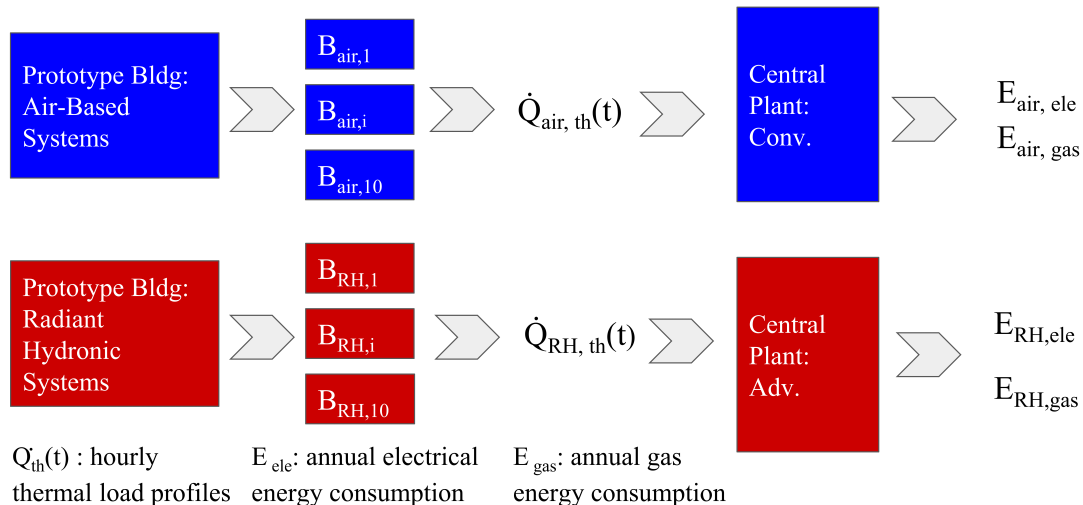 Prototype Bldg:
Air-Based
Systems
B air,1
B air,i
B air,10
Q̇ air, th(t)
Central
Plant:
Conv.
E air, ele
E air, gas
Prototype Bldg:
Radiant
Hydronic
Systems
B RH,1
B RH,i
B RH,10
Q̇ RH, th(t)
Central
Plant:
Adv.
E RH,ele
E RH,gas
Q̇ th(t) : hourly
thermal load profiles
E ele: annual electrical
energy consumption
E gas: annual gas
energy consumption